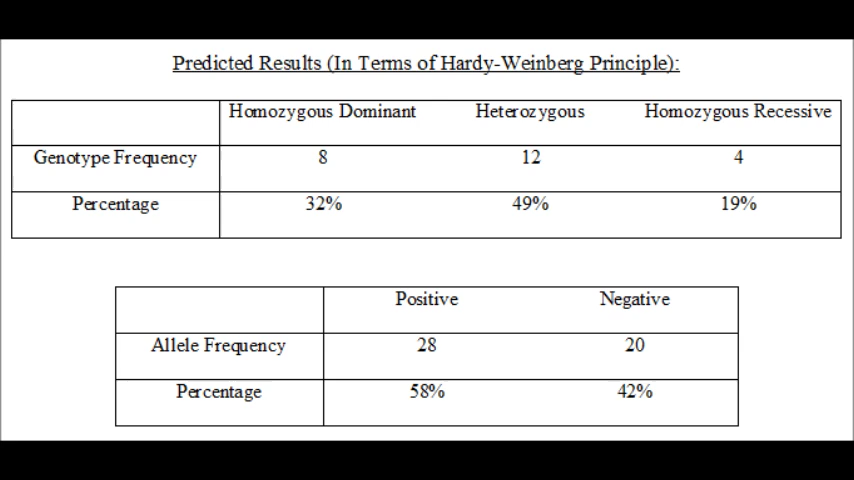 Predicted Results (In Terms of Hardy-Weinberg Principle):
Homozygous Dominant Heterozygous Homozygous Recessive
Genotype Frequency 8 12 4
Percentage 32% 49% 19%
Positive Negative
Allele Frequency 28 20
Percentage 58% 42%